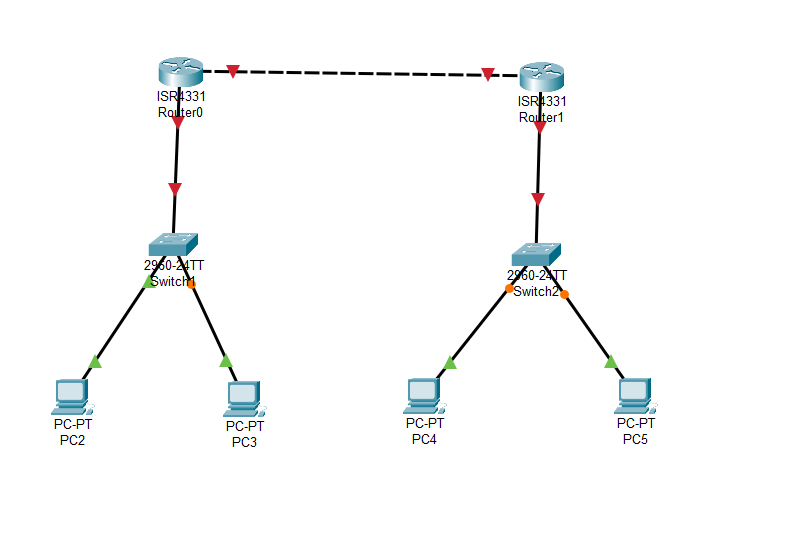 ISR4331
Router0
ISR4331
Router1
2960-24TT
Switch1
2960-24TT
Switch2
PC-PT
PC2
PC-PT
PC3
PC-PT
PC4
PC-PT
PC5